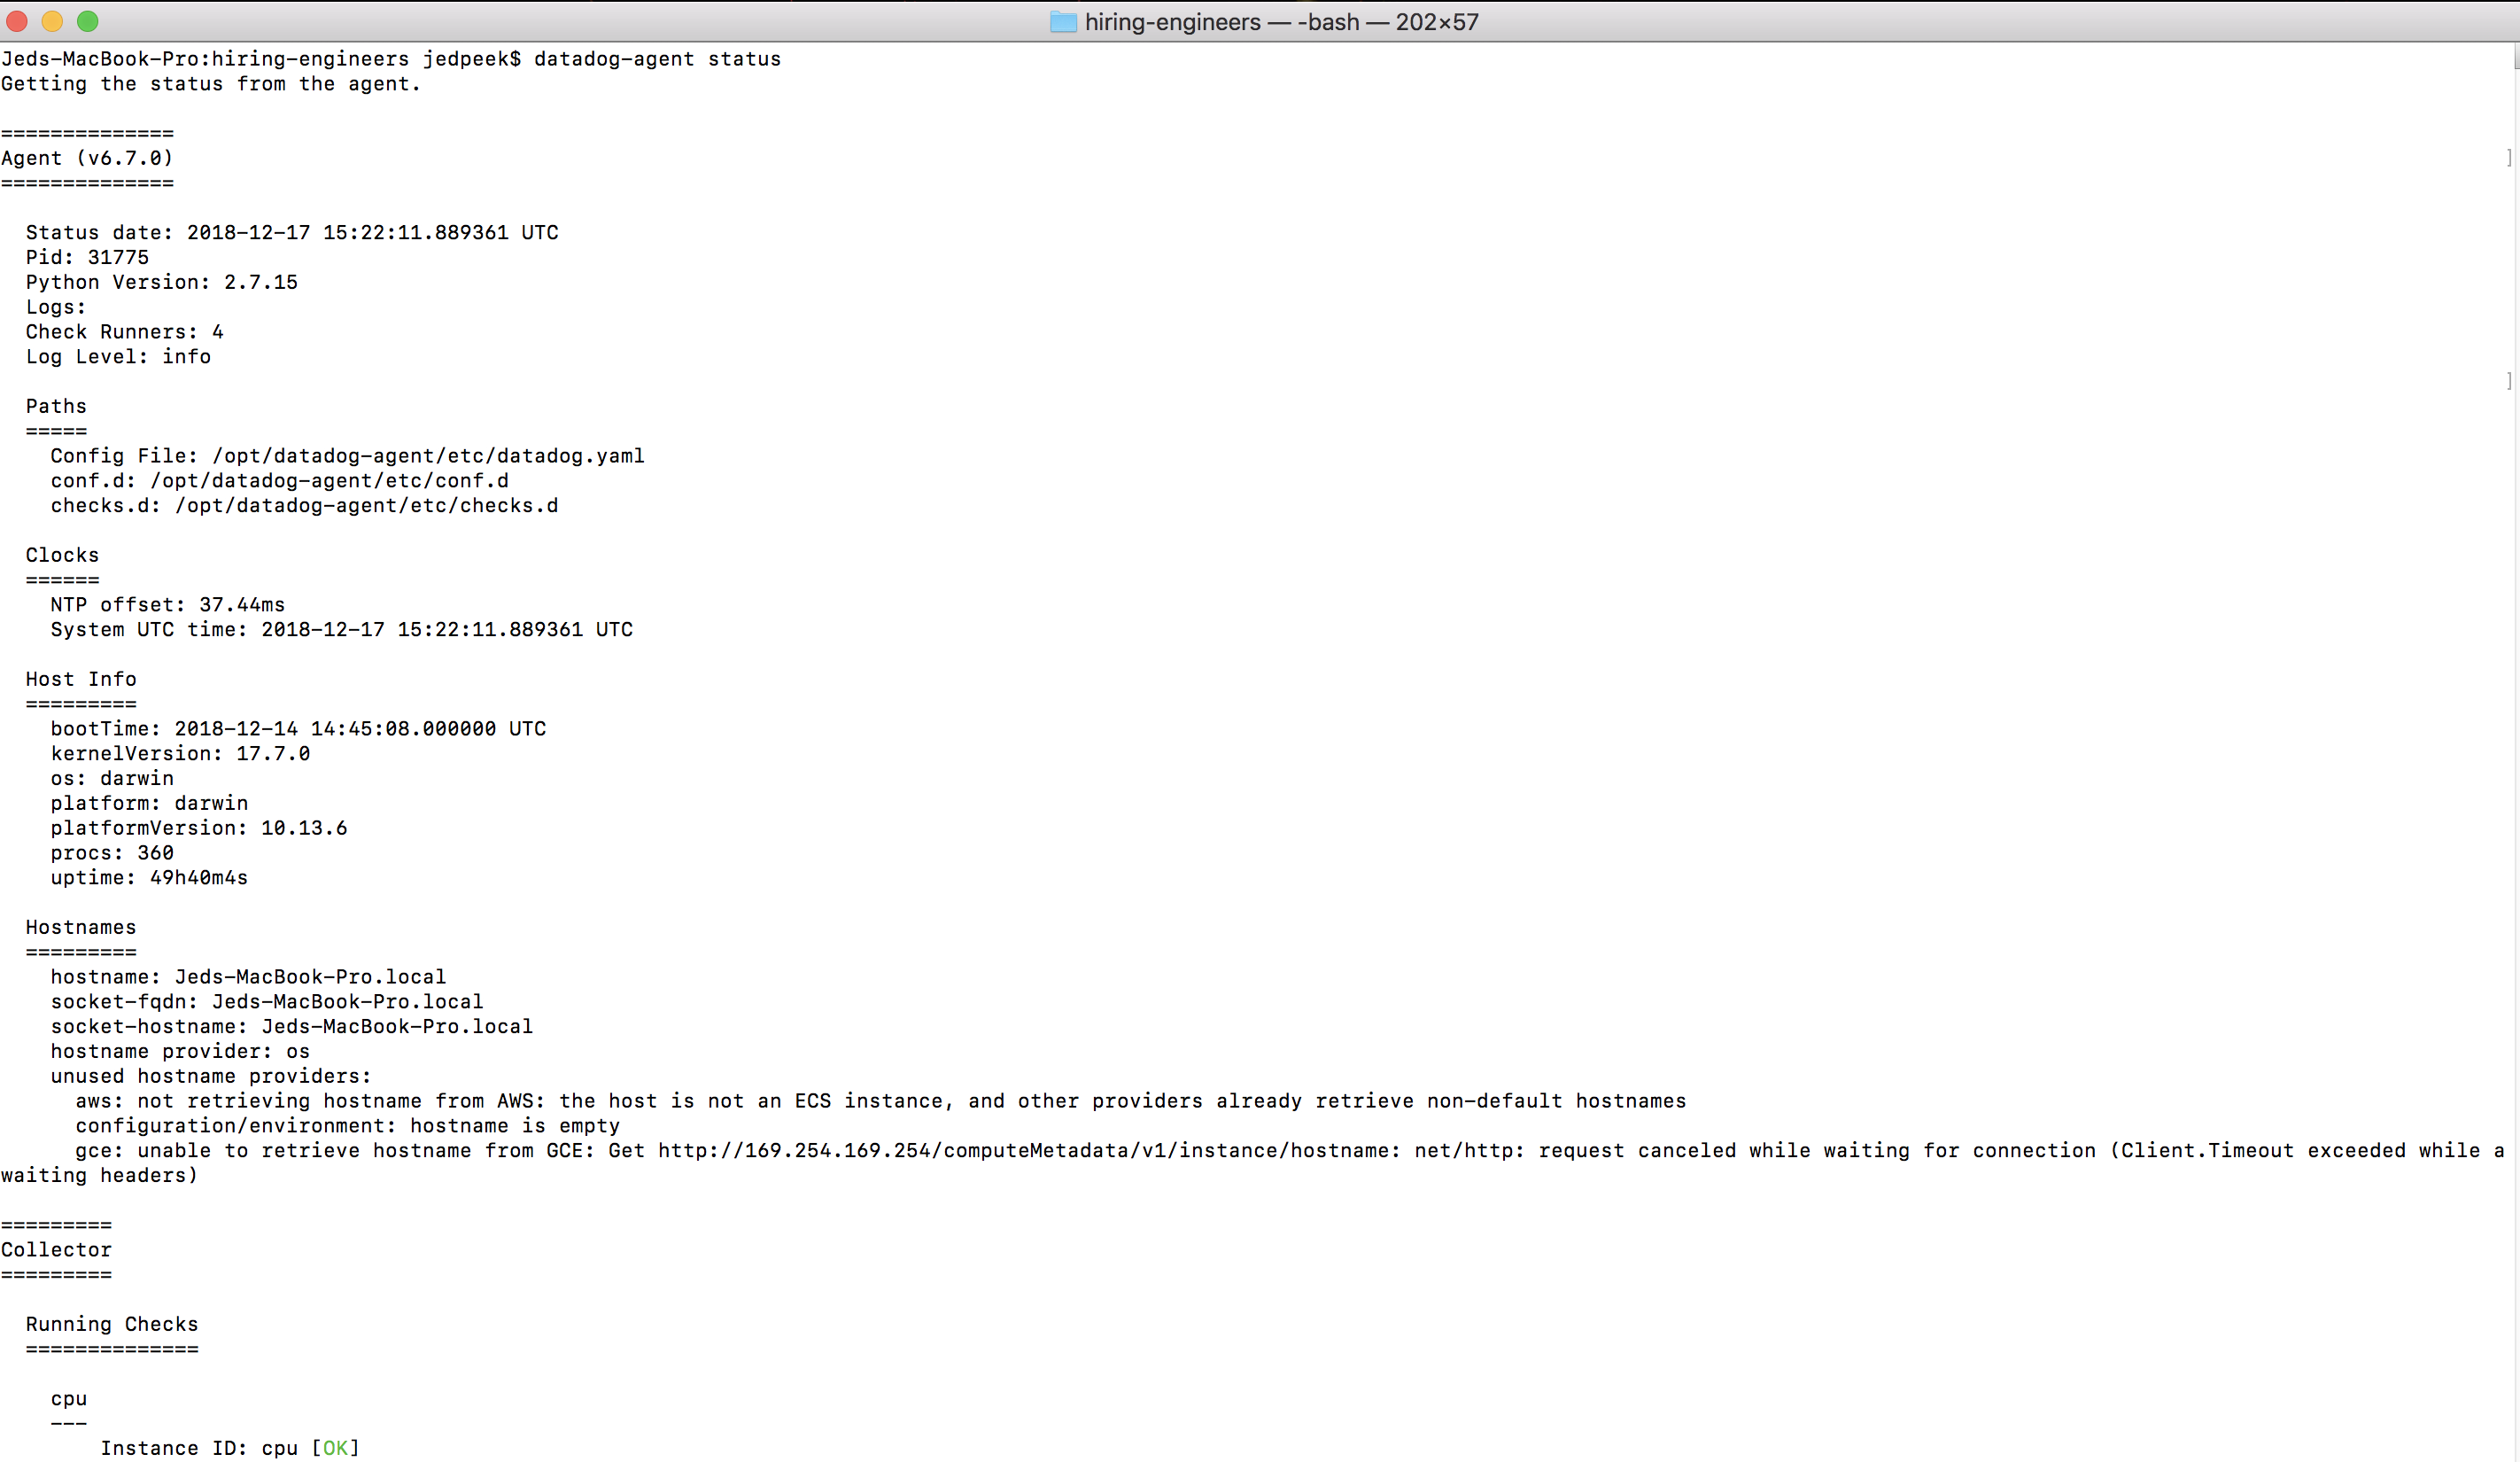 hiring-engineers — -bash — 202×57
Jeds-MacBook-Pro:hiring-engineers jedpeek$ datadog-agent status
Getting the status from the agent.
==============
Agent (v6.7.0)
==============
Status date: 2018-12-17 15:22:11.889361 UTC
Pid: 31775
Python Version: 2.7.15
Logs:
Check Runners: 4
Log Level: info
Paths
=====
Config File: /opt/datadog-agent/etc/datadog.yaml
conf.d: /opt/datadog-agent/etc/conf.d
checks.d: /opt/datadog-agent/etc/checks.d
Clocks
======
NTP offset: 37.44ms
System UTC time: 2018-12-17 15:22:11.889361 UTC
Host Info
=========
bootTime: 2018-12-14 14:45:08.000000 UTC
kernelVersion: 17.7.0
os: darwin
platform: darwin
platformVersion: 10.13.6
procs: 360
uptime: 49h40m4s
Hostnames
=========
hostname: Jeds-MacBook-Pro.local
socket-fqdn: Jeds-MacBook-Pro.local
socket-hostname: Jeds-MacBook-Pro.local
hostname provider: os
unused hostname providers:
aws: not retrieving hostname from AWS: the host is not an ECS instance, and other providers already retrieve non-default hostnames
configuration/environment: hostname is empty
gce: unable to retrieve hostname from GCE: Get http://169.254.169.254/computeMetadata/v1/instance/hostname: net/http: request canceled while waiting for connection (Client.Timeout exceeded while a
waiting headers)
=========
Collector
=========
Running Checks
==============
cpu
---
Instance ID: cpu [OK]